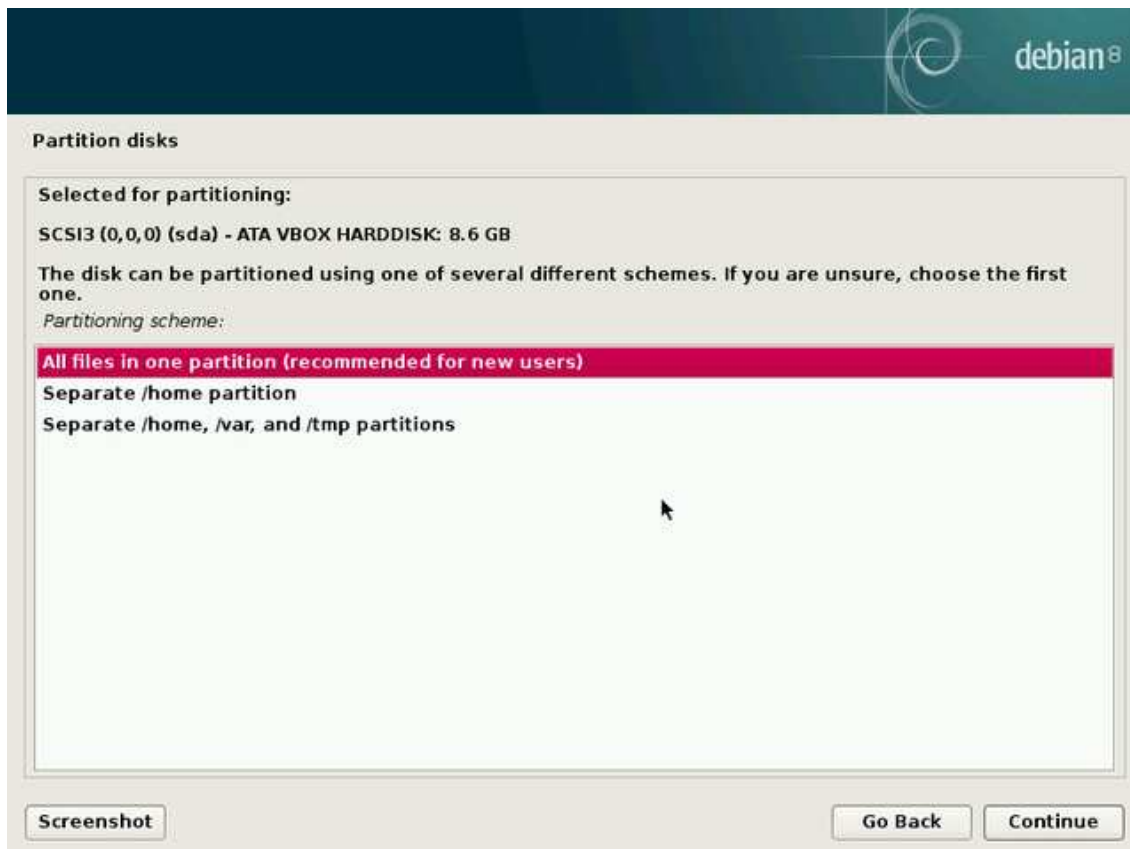 debian 8
Partition disks
Selected for partitioning:
SCSI3 (0,0,0) (sda) - ATA VBOX HARDDISK: 8.6 GB
The disk can be partitioned using one of several different schemes. If you are unsure, choose the first
one.
Partitioning scheme:
All files in one partition (recommended for new users)
Separate /home partition
Separate /home, /var, and /tmp partitions
Screenshot
Go Back
Continue